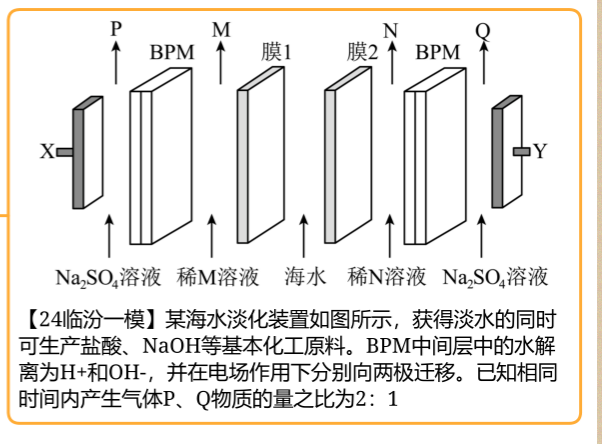 P M N Q
BPM 膜1 膜2 BPM
X Y
Na₂SO₄溶液 稀M溶液 海水 稀N溶液 Na₂SO₄溶液
【24临汾一模】某海水淡化装置如图所示，获得淡水的同时
可生产盐酸、NaOH等基本化工原料。BPM中间层中的水解
离为H+和OH-，并在电场作用下分别向两极迁移。已知相同
时间内产生气体P、Q物质的量之比为2：1